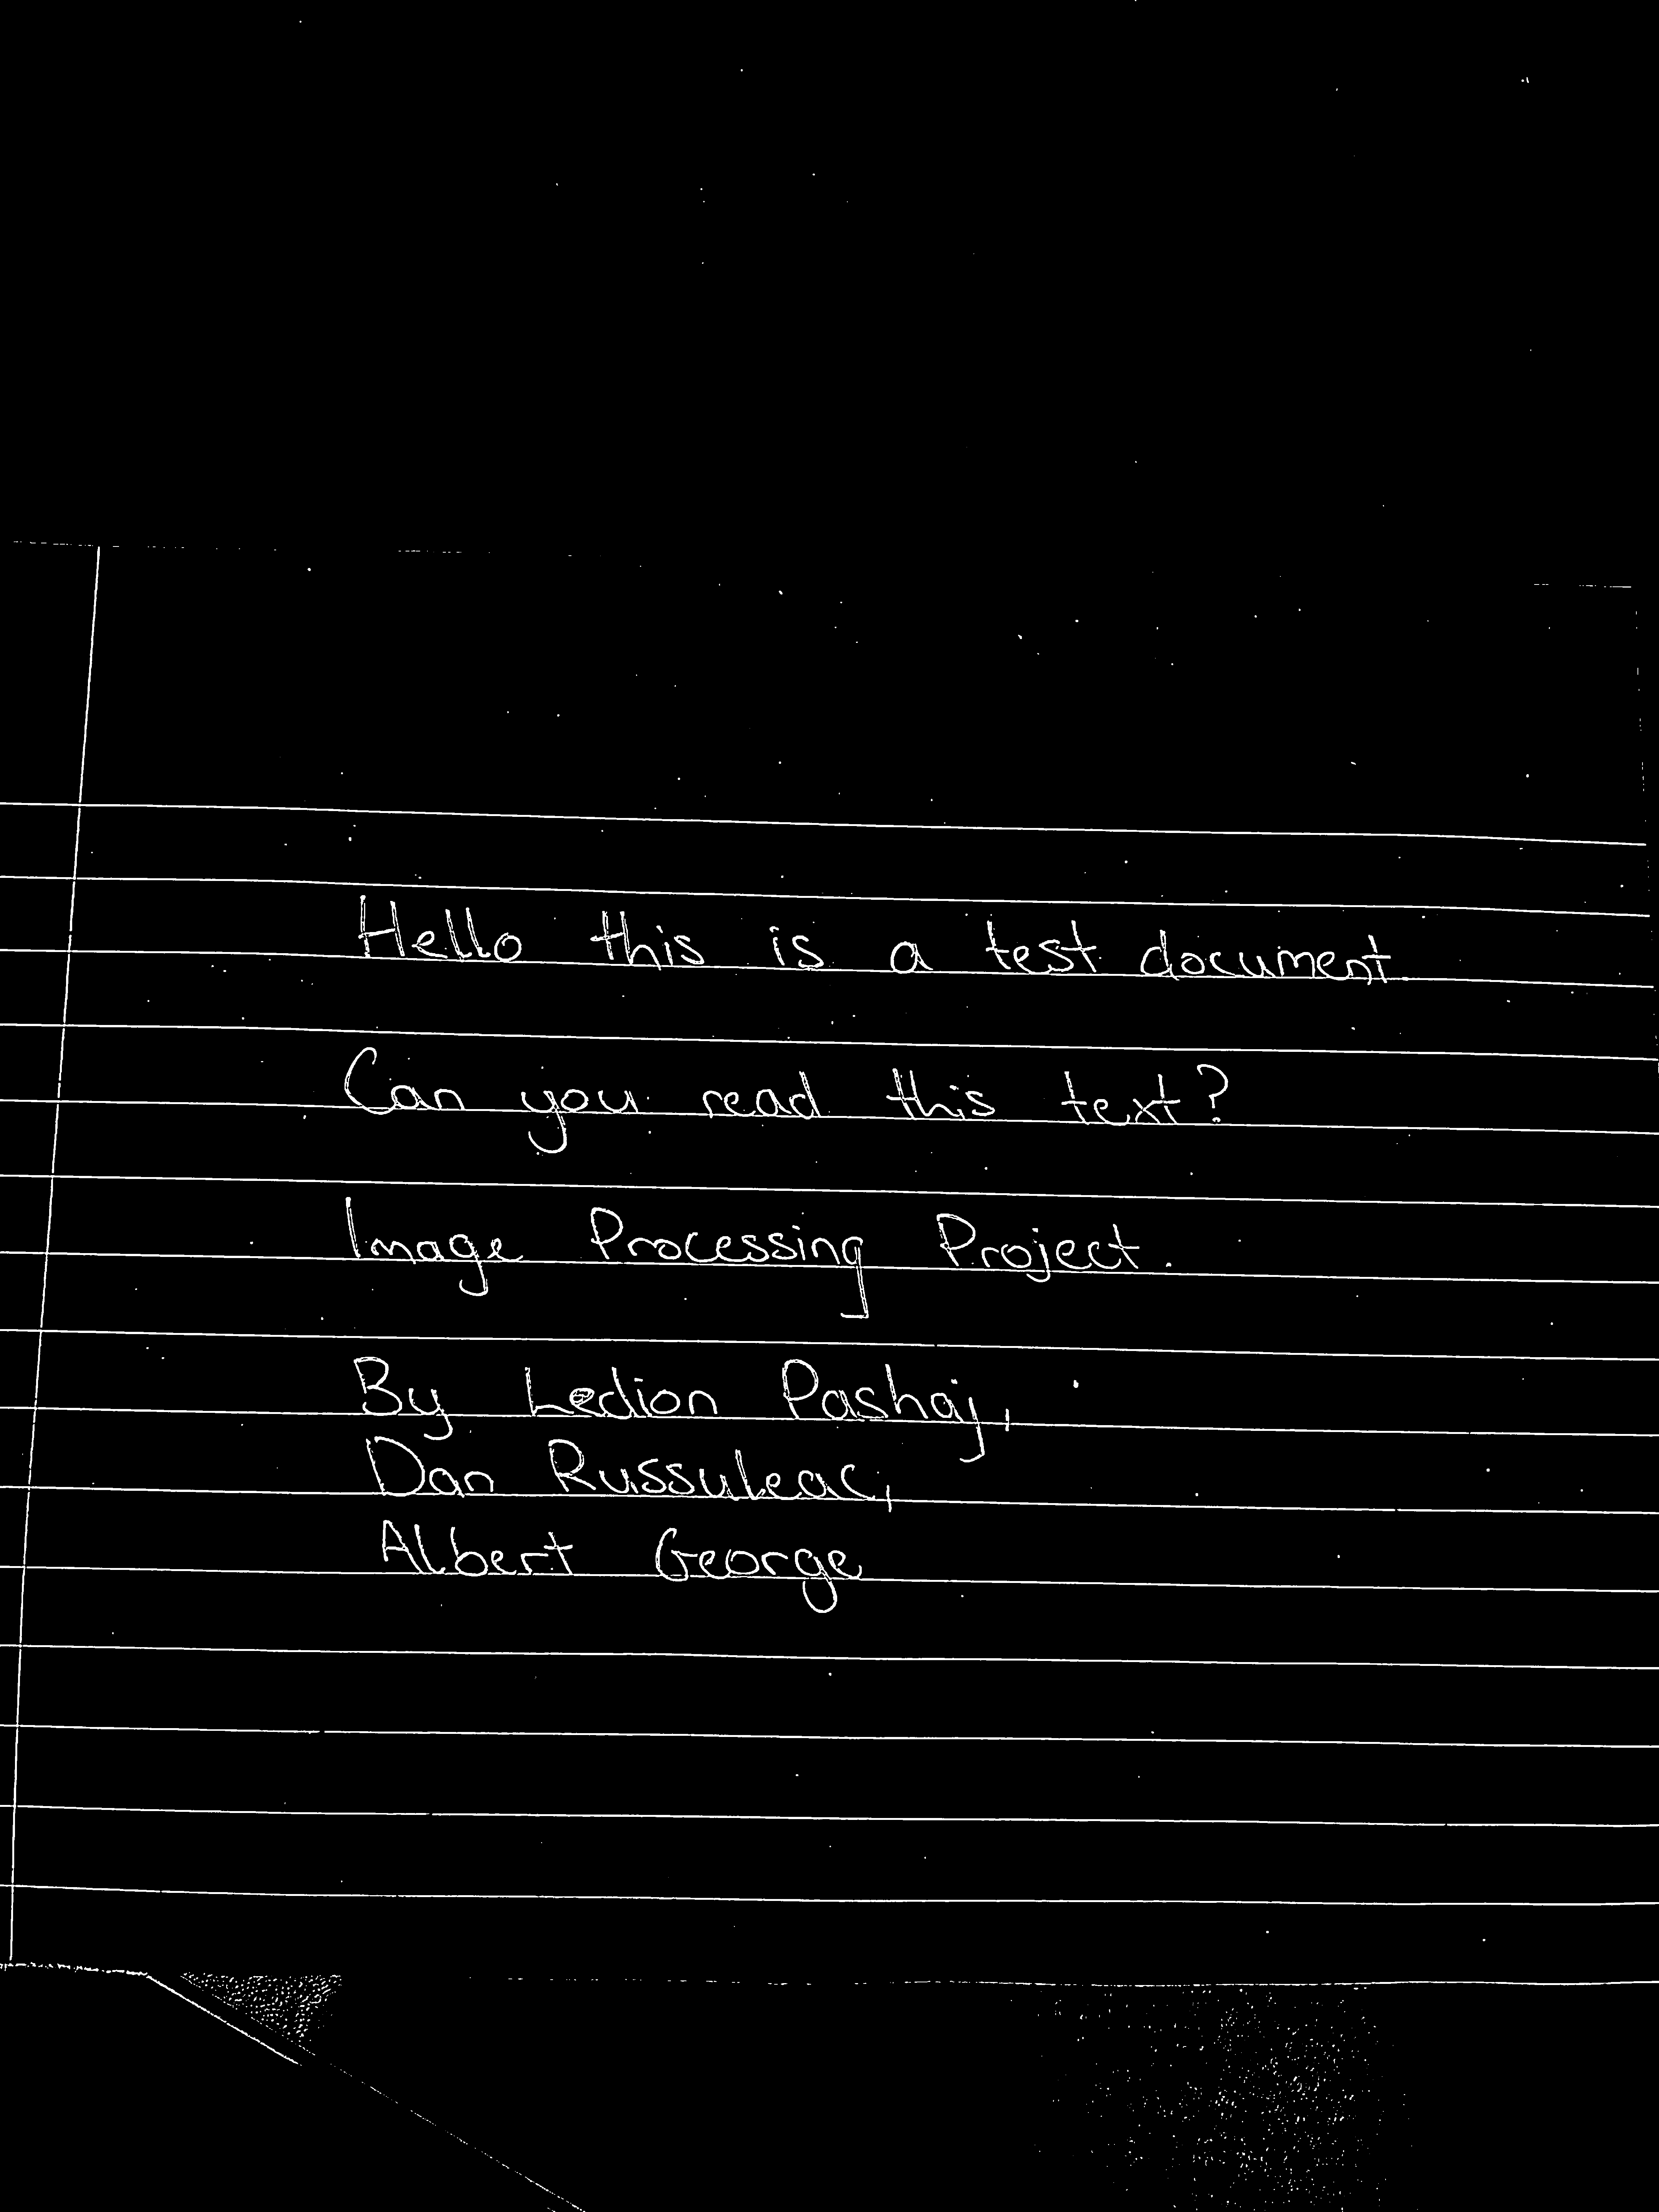 Hello this is a test document
Can you read this text?
Image Processing Project.
By Ledion Pashaj,
Dan Russuleac,
Albert George